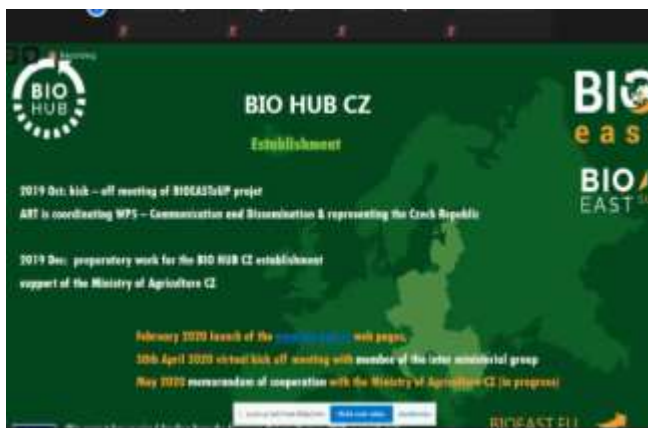 BIO
HUB
BIO HUB CZ
Establishment
BIO
eas
BIO
EAST
2019 Oct: kick – off meeting of BIOEASTsUP projet
ART is coordinating WP5 – Communication and Dissemination & representing the Czech Republic
2019 Dec: preparatory work for the BIO HUB CZ establishment
support of the Ministry of Agriculture CZ
February 2020 launch of the web pages,
30th April 2020 virtual kick off meeting with member of the inter ministerial group
May 2020 memorandum of cooperation with the Ministry of Agriculture CZ (in progress)
BIOEAST.EU